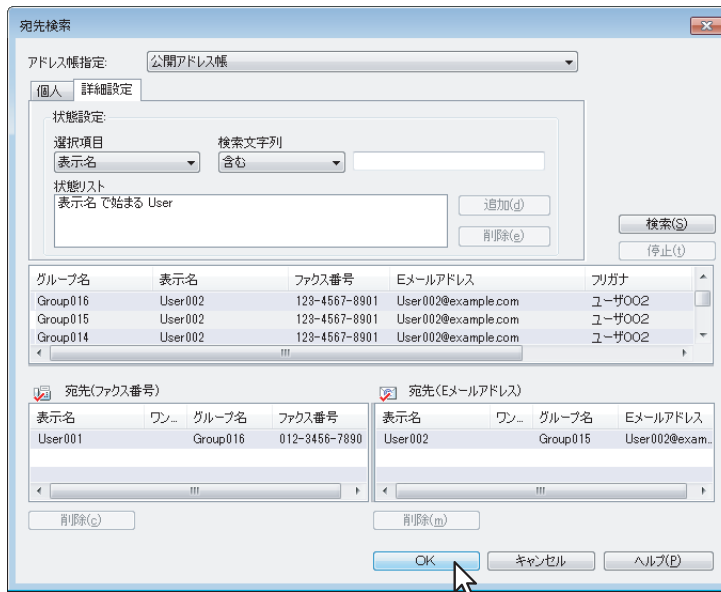 宛先検索
アドレス帳指定: 公開アドレス帳
個人 詳細設定
状態設定:
選択項目 検索文字列
表示名 含む
状態リスト
表示名 で始まる User
追加(d)
削除(e)
検索(S)
停止(t)
グループ名 表示名 ファクス番号 Eメールアドレス フリガナ
Group016 User002 123-4567-8901 User002@example.com ユーザ002
Group015 User002 123-4567-8901 User002@example.com ユーザ002
Group014 User002 123-4567-8901 User002@example.com ユーザ002
宛先(ファクス番号) 宛先(Eメールアドレス)
表示名 ワン... グループ名 ファクス番号 表示名 ワン... グループ名 Eメールアドレス
User001 Group016 012-3456-7890 User002 Group015 User002@exam...
削除(c) 削除(m)
OK キャンセル ヘルプ(P)